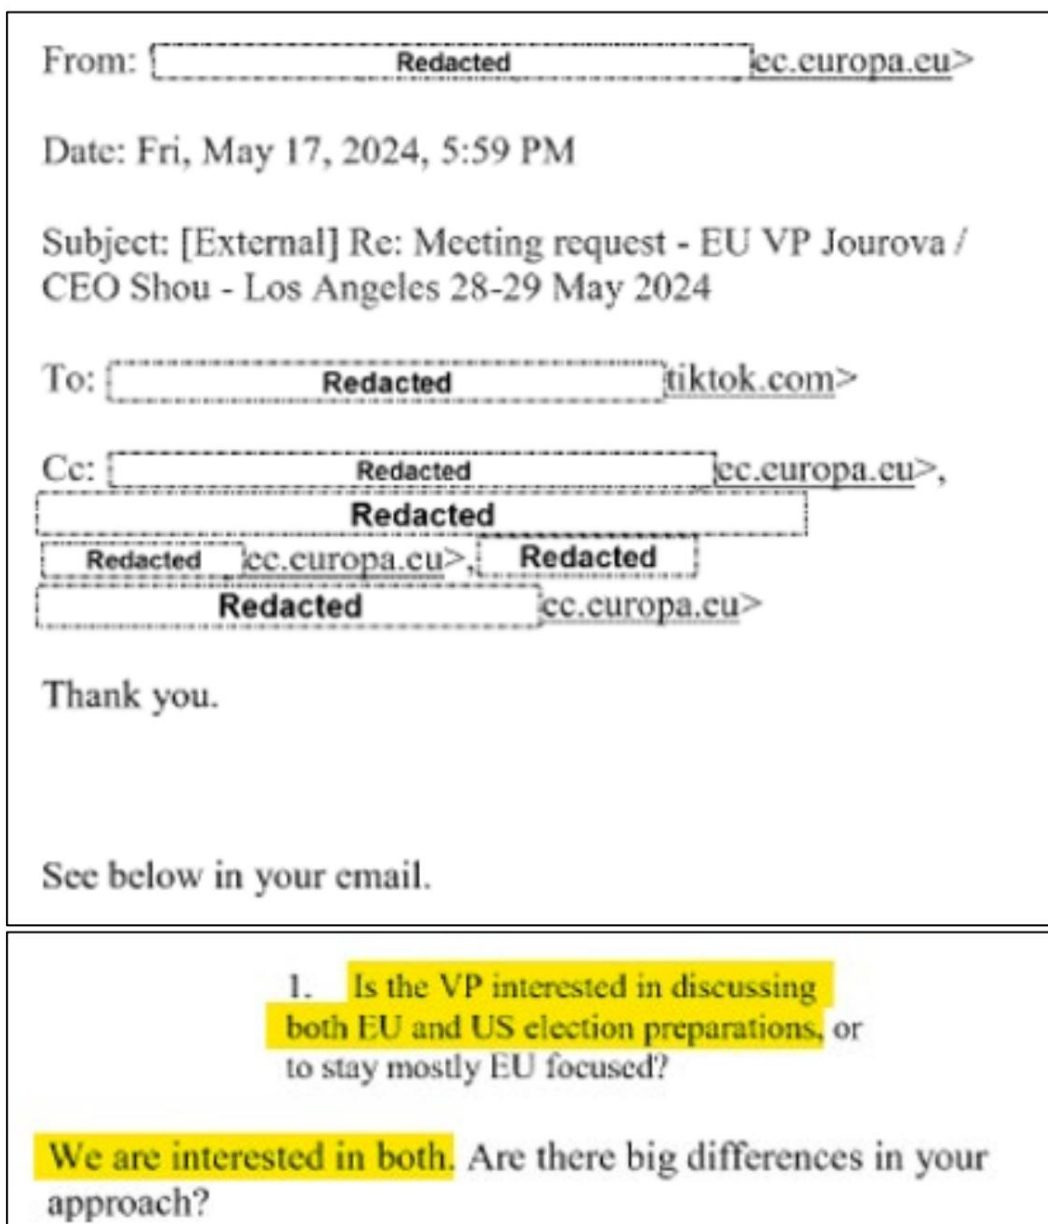 From: Redacted ec.europa.eu>
Date: Fri, May 17, 2024, 5:59 PM
Subject: [External] Re: Meeting request - EU VP Jourova /
CEO Shou - Los Angeles 28-29 May 2024
To: Redacted tiktok.com>
Cc: Redacted ec.europa.eu>,
Redacted
Redacted ec.europa.eu>, Redacted
Redacted ec.europa.eu>
Thank you.
See below in your email.
1. Is the VP interested in discussing
both EU and US election preparations, or
to stay mostly EU focused?
We are interested in both. Are there big differences in your
approach?